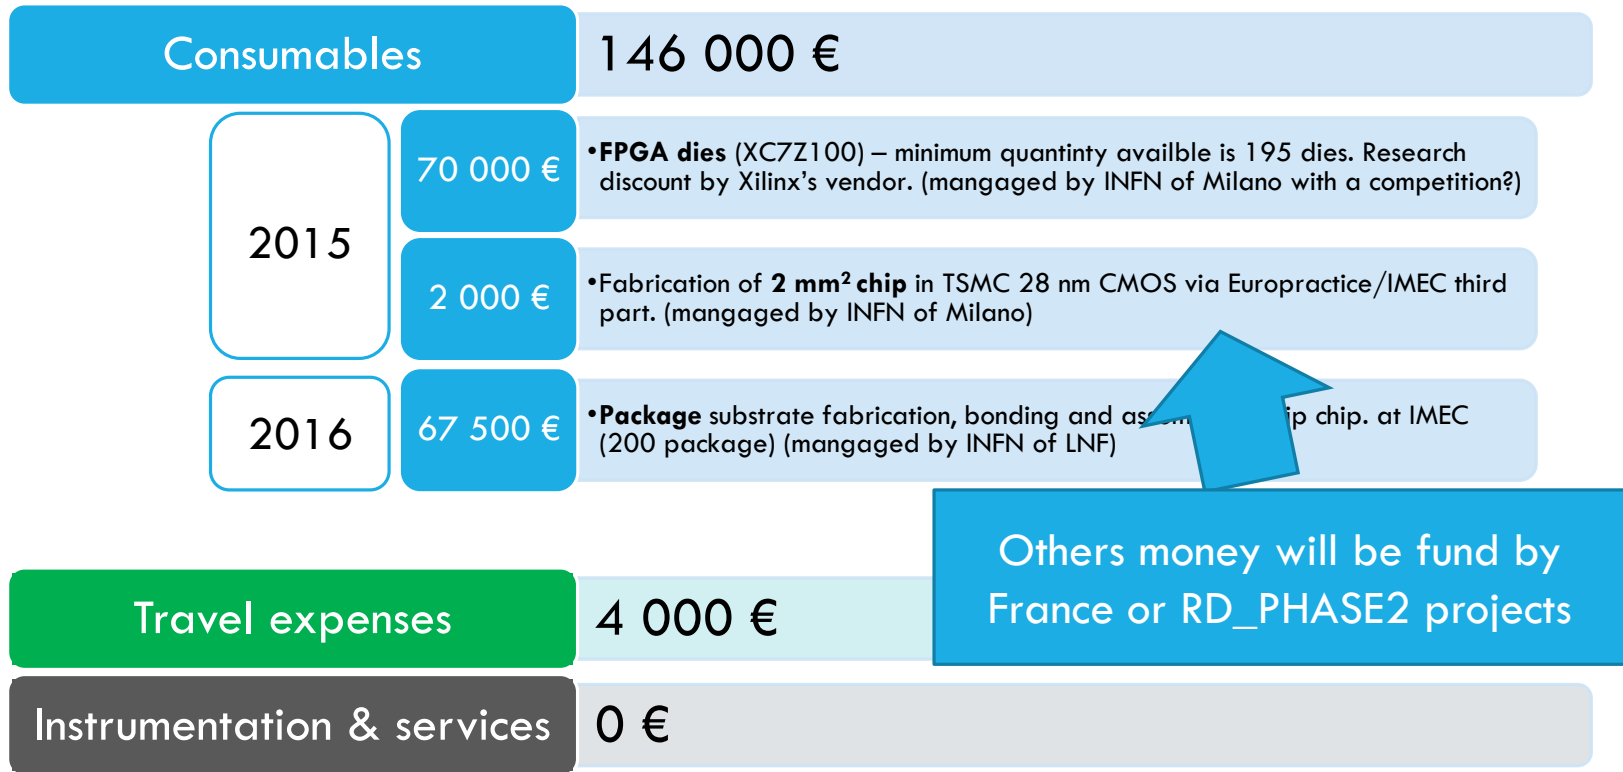 Consumables
146 000 €
2015
70 000 €
•FPGA dies (XC7Z100) – minimum quantinty availble is 195 dies. Research
discount by Xilinx’s vendor. (mangaged by INFN of Milano with a competition?)
2 000 €
•Fabrication of 2 mm² chip in TSMC 28 nm CMOS via Europractice/IMEC third
part. (mangaged by INFN of Milano)
2016
67 500 €
•Package substrate fabrication, bonding and chip. at IMEC
(200 package) (mangaged by INFN of LNF)
Others money will be fund by
France or RD_PHASE2 projects
Travel expenses
4 000 €
Instrumentation & services
0 €